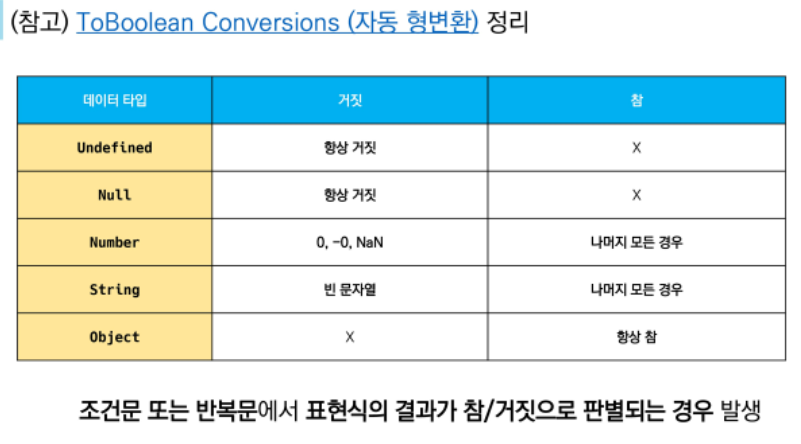 (참고) ToBoolean Conversions (자동 형변환) 정리
데이터 타입 거짓 참
Undefined 항상 거짓 X
Null 항상 거짓 X
Number 0, -0, NaN 나머지 모든 경우
String 빈 문자열 나머지 모든 경우
Object X 항상 참
조건문 또는 반복문에서 표현식의 결과가 참/거짓으로 판별되는 경우 발생